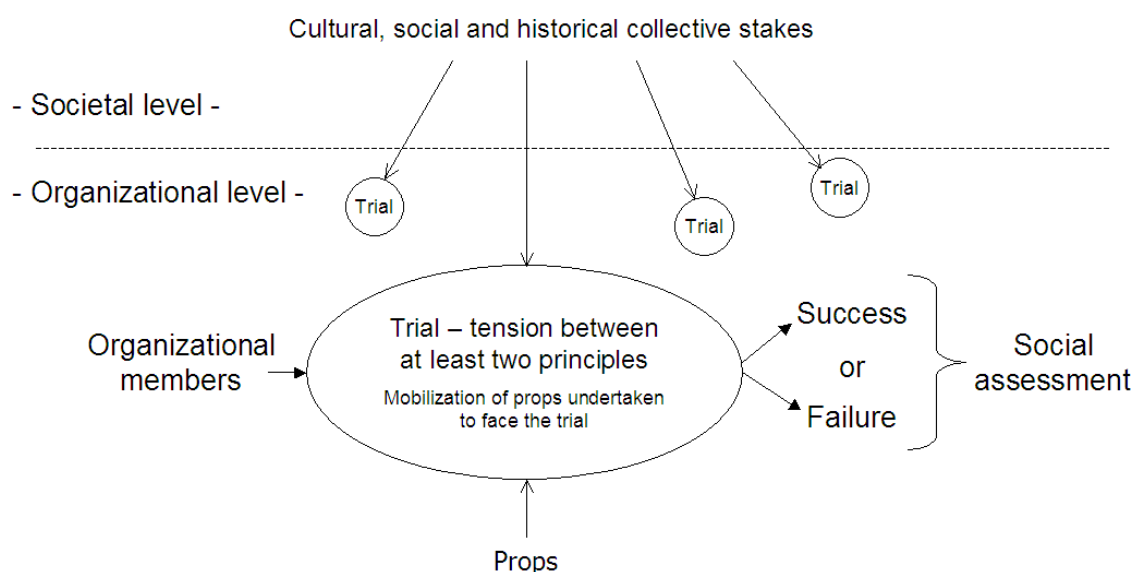 Cultural, social and historical collective stakes
- Societal level -
- Organizational level -
Trial
Trial
Trial
Organizational
members
Trial – tension between
at least two principles
Mobilization of props undertaken
to face the trial
Success
or
Failure
Social
assessment
Props